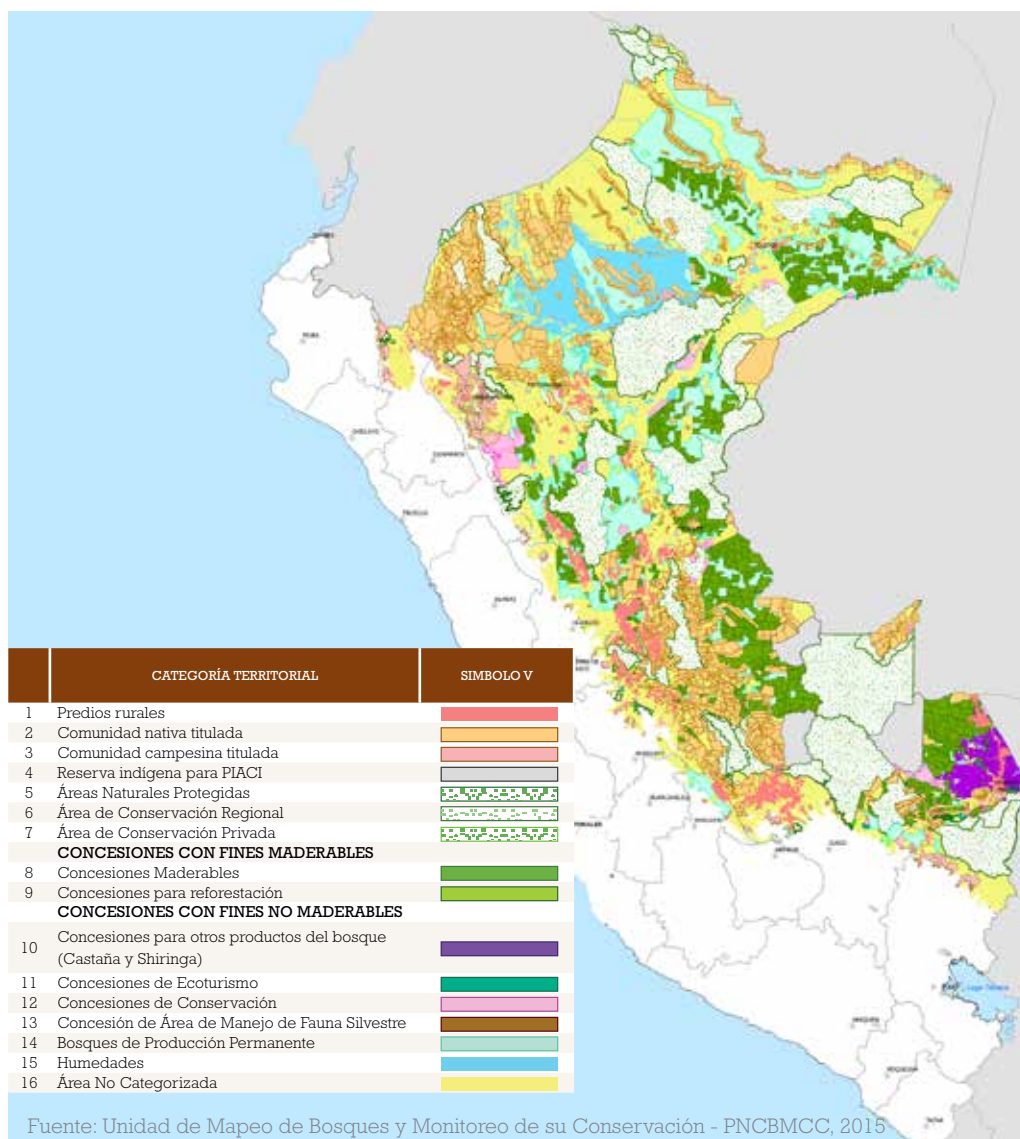 CATEGORÍA TERRITORIAL SIMBOLO V
1 Predios rurales
2 Comunidad nativa titulada
3 Comunidad campesina titulada
4 Reserva indígena para PIACI
5 Áreas Naturales Protegidas
6 Área de Conservación Regional
7 Área de Conservación Privada
CONCESIONES CON FINES MADERABLES
8 Concesiones Maderables
9 Concesiones para reforestación
CONCESIONES CON FINES NO MADERABLES
10 Concesiones para otros productos del bosque
(Castaña y Shiringa)
11 Concesiones de Ecoturismo
12 Concesiones de Conservación
13 Concesión de Área de Manejo de Fauna Silvestre
14 Bosques de Producción Permanente
15 Humedades
16 Área No Categorizada
Fuente: Unidad de Mapeo de Bosques y Monitoreo de su Conservación - PNCBMCC, 2015